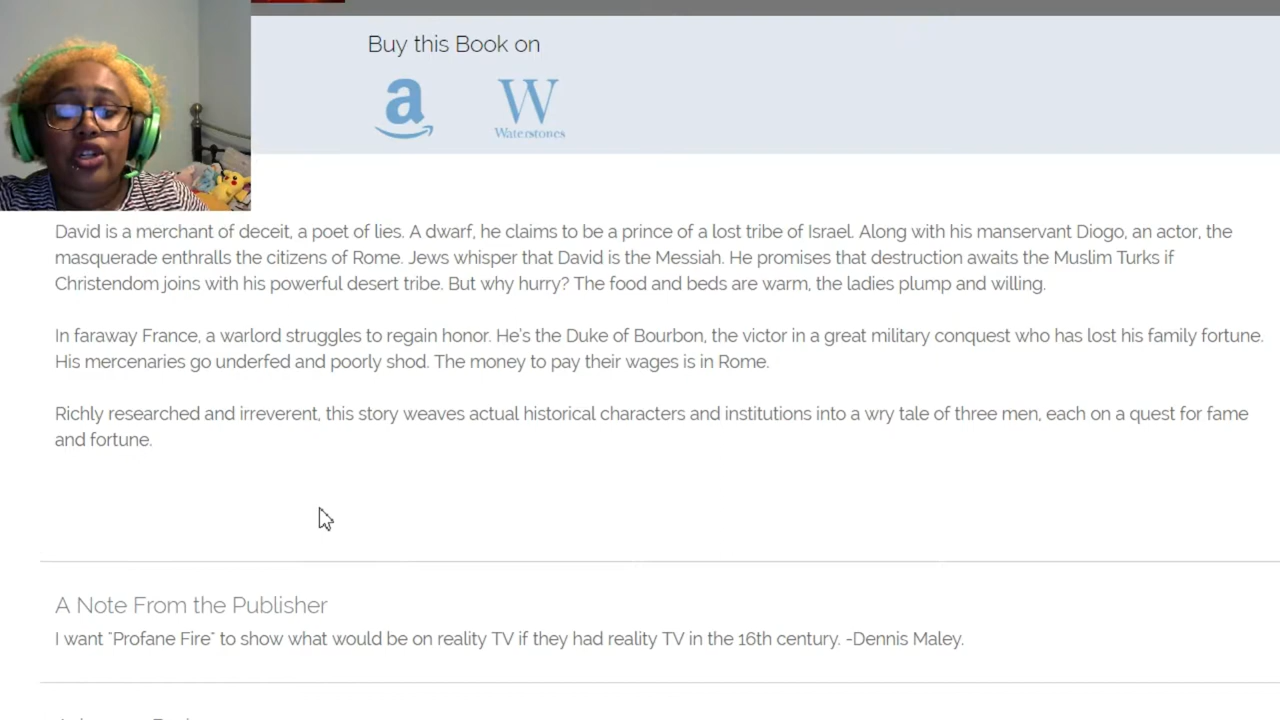 Buy this Book on
a
W
Waterstones
David is a merchant of deceit, a poet of lies. A dwarf, he claims to be a prince of a lost tribe of Israel. Along with his manservant Diogo, an actor, the
masquerade enthralls the citizens of Rome. Jews whisper that David is the Messiah. He promises that destruction awaits the Muslim Turks if
Christendom joins with his powerful desert tribe. But why hurry? The food and beds are warm, the ladies plump and willing.
In faraway France, a warlord struggles to regain honor. He's the Duke of Bourbon, the victor in a great military conquest who has lost his family fortune.
His mercenaries go underfed and poorly shod. The money to pay their wages is in Rome.
Richly researched and irreverent, this story weaves actual historical characters and institutions into a wry tale of three men, each on a quest for fame
and fortune.
A Note From the Publisher
I want "Profane Fire" to show what would be on reality TV if they had reality TV in the 16th century. -Dennis Maley.